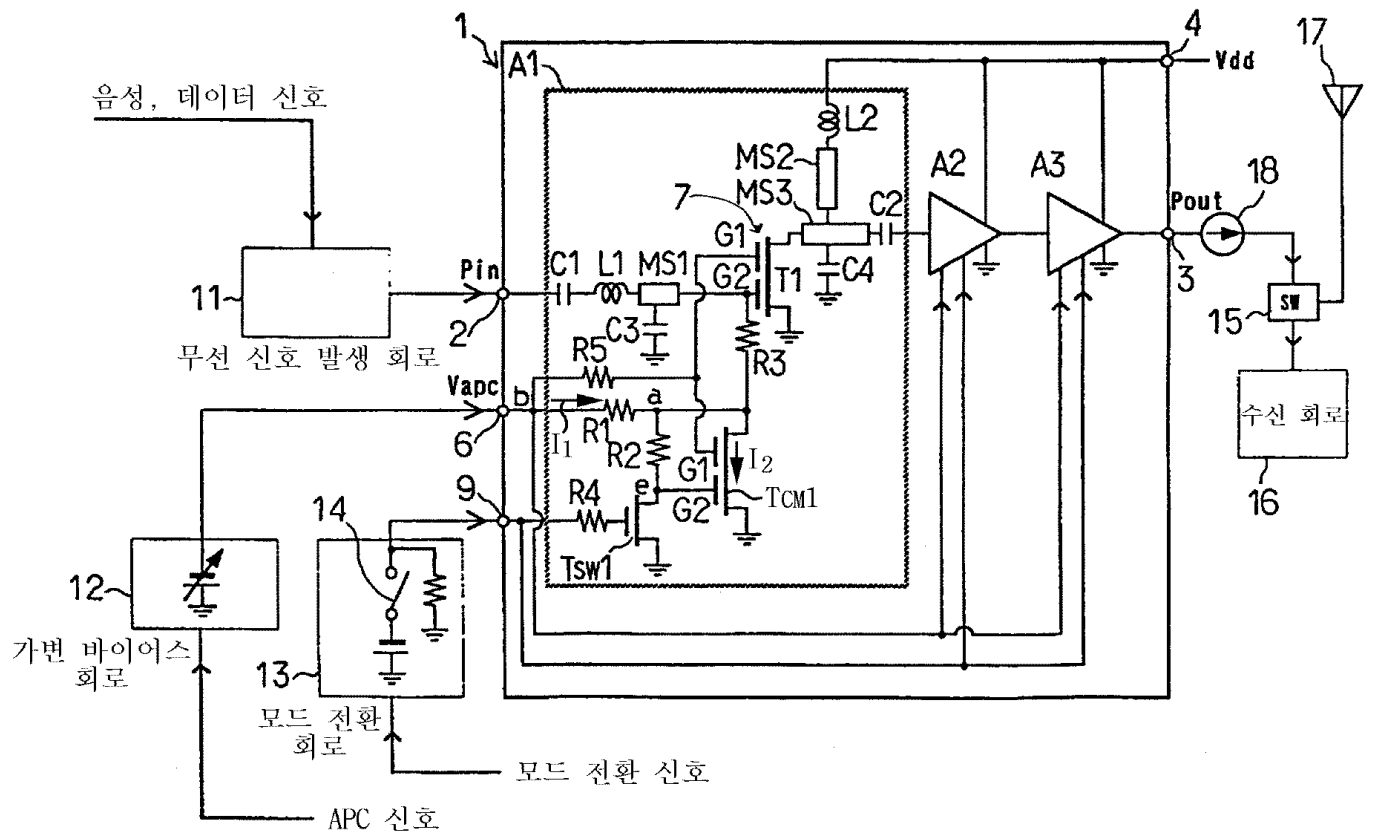 1
4
17
A1
Vdd
음성, 데이터 신호
L2
MS2
MS3
A2
A3
18
7
C2
Pout
G1
Pin
C1
L1
MS1
G2
T1
C4
11
2
C3
3
SW
15
무선 신호 발생 회로
R5
R3
Vapc
b
a
수신 회로
6
I1
R1
R2
G1
I2
9
e
G2
TCM1
16
14
R4
Tsw1
12
가변 바이어스
회로
13
모드 전환
회로
모드 전환 신호
APC 신호